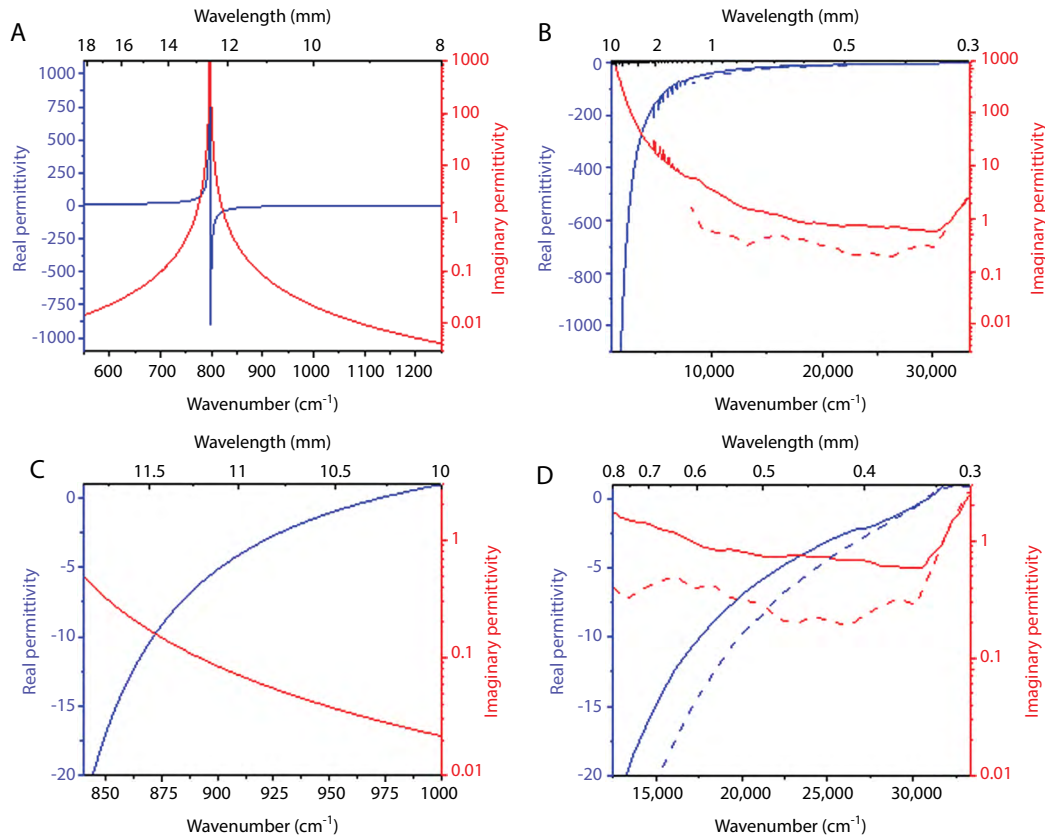 A
Wavelength (mm)
18 16 14 12 10 8
Real permittivity
1000
750
500
250
0
-250
-500
-750
-1000
1000
100
10
1
0.1
0.01
Imaginary permittivity
600 700 800 900 1000 1100 1200
Wavenumber (cm⁻¹)
B
Wavelength (mm)
10 2 1 0.5 0.3
Real permittivity
0
-200
-400
-600
-800
-1000
1000
100
10
1
0.1
0.01
Imaginary permittivity
10,000 20,000 30,000
Wavenumber (cm⁻¹)
C
Wavelength (mm)
11.5 11 10.5 10
Real permittivity
0
-5
-10
-15
-20
1
0.1
0.01
Imaginary permittivity
850 875 900 925 950 975 1000
Wavenumber (cm⁻¹)
D
Wavelength (mm)
0.8 0.7 0.6 0.5 0.4 0.3
Real permittivity
0
-5
-10
-15
-20
1
0.1
0.01
Imaginary permittivity
15,000 20,000 25,000 30,000
Wavenumber (cm⁻¹)